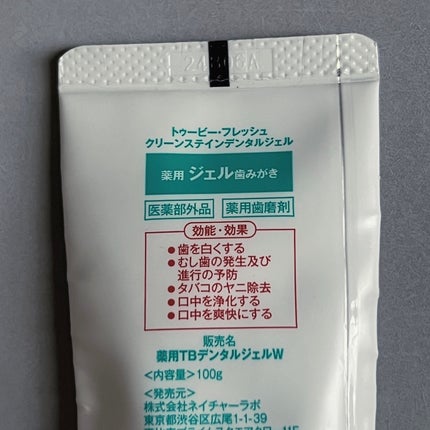 トゥービー・フレッシュ
クリーンステインデンタルジェル
薬用 ジェル歯みがき
医薬部外品 薬用歯磨剤
効能・効果
●歯を白くする
●むし歯の発生及び
進行の予防
●タバコのヤニ除去
●口中を浄化する
●口中を爽快にする
販売名
薬用TBデンタルジェルW
<内容量>100g
<発売元>
株式会社ネイチャーラボ
東京都渋谷区広尾1-1-39